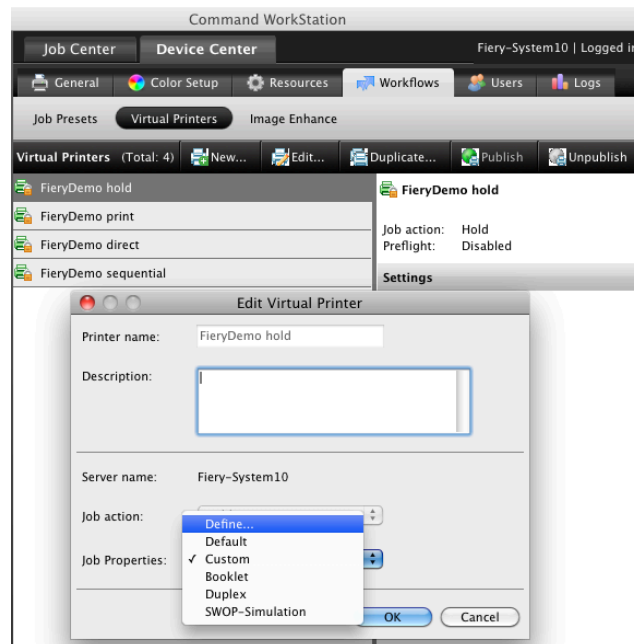 Command WorkStation
Job Center Device Center Fiery-System10 | Logged
General Color Setup Resources Workflows Users Logs
Job Presets Virtual Printers Image Enhance
Virtual Printers (Total: 4) New... Edit... Duplicate... Publish Unpublish
FieryDemo hold FieryDemo hold
FieryDemo print
Job action: Hold
FieryDemo direct Preflight: Disabled
FieryDemo sequential Settings
Edit Virtual Printer
Printer name: FieryDemo hold
Description:
Server name: Fiery-System10
Job action:
Define...
Default
Job Properties: ✓ Custom
Booklet
Duplex
SWOP-Simulation
OK Cancel